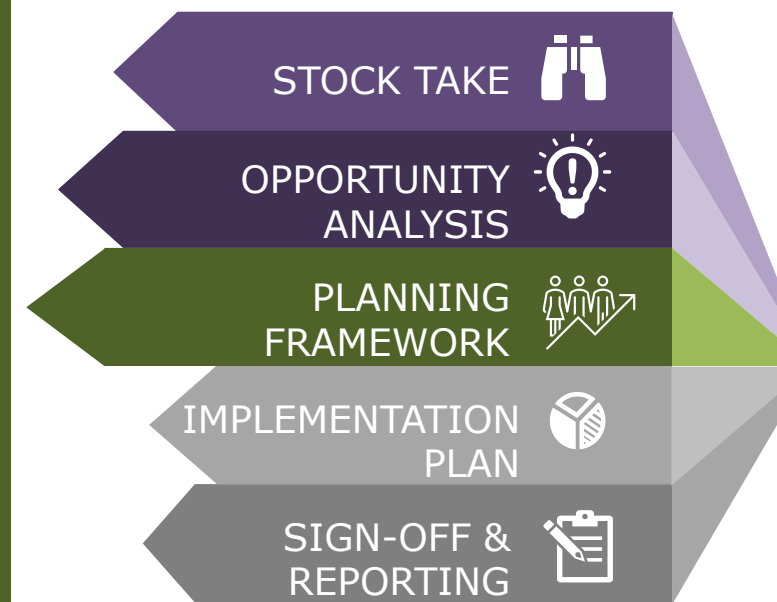 STOCK TAKE
OPPORTUNITY
ANALYSIS
PLANNING
FRAMEWORK
IMPLEMENTATION
PLAN
SIGN-OFF &
REPORTING